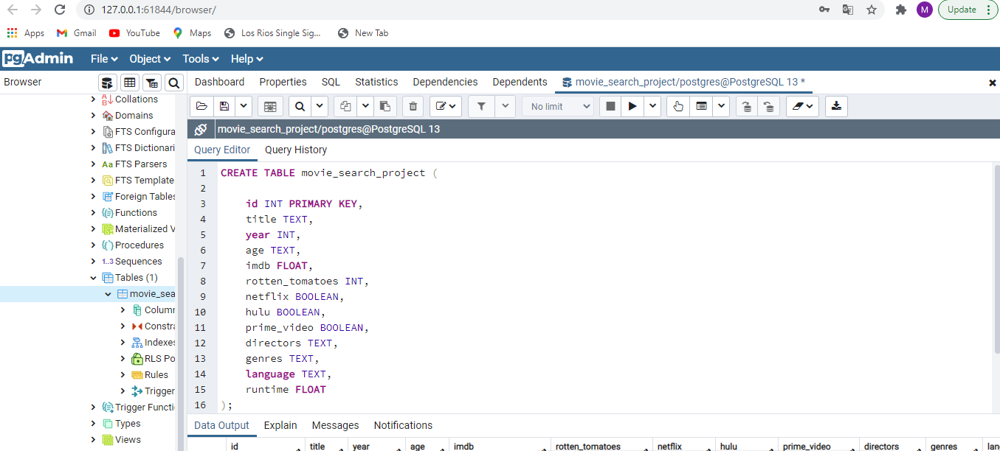 127.0.0.1:61844/browser/
M
Update
Apps
Gmail
YouTube
Maps
Los Rios Single Sig...
New Tab
pgAdmin
File
Object
Tools
Help
Browser
Dashboard
Properties
SQL
Statistics
Dependencies
Dependents
movie_search_project/postgres@PostgreSQL 13 *
No limit
movie_search_project/postgres@PostgreSQL 13
Query Editor
Query History
Collations
Domains
FTS Configura
FTS Dictionari
Aa FTS Parsers
FTS Template
Foreign Tables
Functions
Materialized V
Procedures
1..3 Sequences
Tables (1)
movie_sea
Colum
Constra
Indexes
RLS Po
Rules
Trigger
Trigger Functi
Types
Views
1 CREATE TABLE movie_search_project (
2
3 id INT PRIMARY KEY,
4 title TEXT,
5 year INT,
6 age TEXT,
7 imdb FLOAT,
8 rotten_tomatoes INT,
9 netflix BOOLEAN,
10 hulu BOOLEAN,
11 prime_video BOOLEAN,
12 directors TEXT,
13 genres TEXT,
14 language TEXT,
15 runtime FLOAT
16 );
Data Output
Explain
Messages
Notifications
id
title
year
age
imdb
rotten_tomatoes
netflix
hulu
prime_video
directors
genres
lan